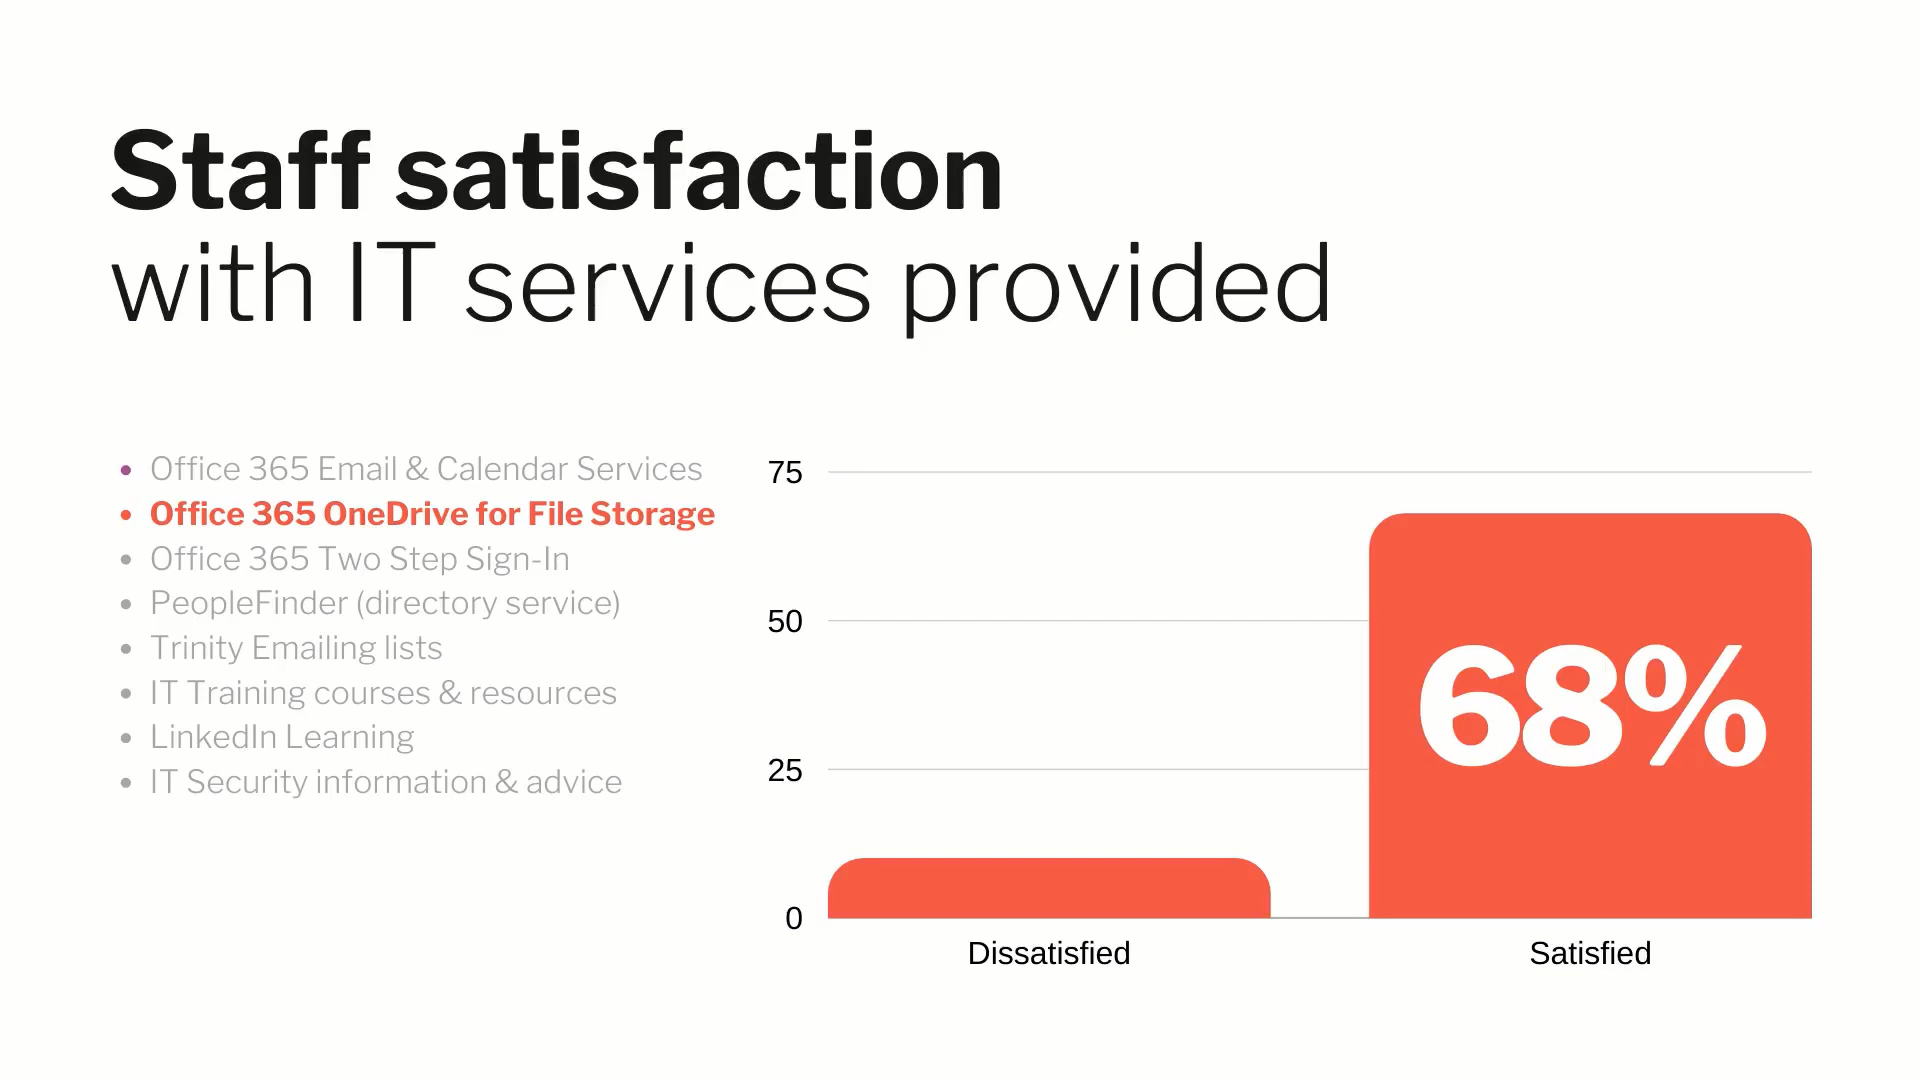 Staff satisfaction
with IT services provided
• Office 365 Email & Calendar Services
• Office 365 OneDrive for File Storage
• Office 365 Two Step Sign-In
• PeopleFinder (directory service)
• Trinity Emailing lists
• IT Training courses & resources
• LinkedIn Learning
• IT Security information & advice
75
50
25
0
68%
Dissatisfied
Satisfied